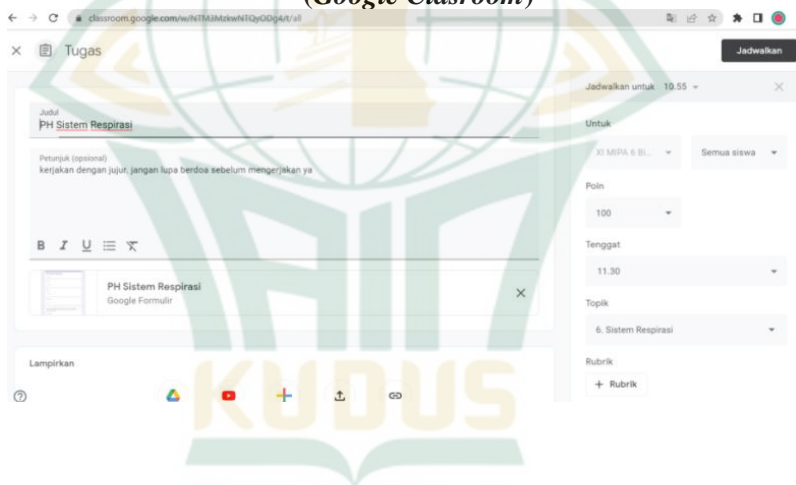 (Google Clasroom)
classroom.google.com/w/NTM3MzkwNTQyODg4/t/all
Tugas
Jadwalkan
Judul
PH Sistem Respirasi
Petunjuk (opsional)
kerjakan dengan jujur. jangan lupa berdoa sebelum mengerjakan ya
B I U
PH Sistem Respirasi
Google Formulir
Lampirkan
Jadwalkan untuk 10.55
Untuk
XI MIPA 6 Bi... Semua siswa
Poin
100
Tenggat
11.30
Topik
6. Sistem Respirasi
Rubrik
+ Rubrik
KUDUS